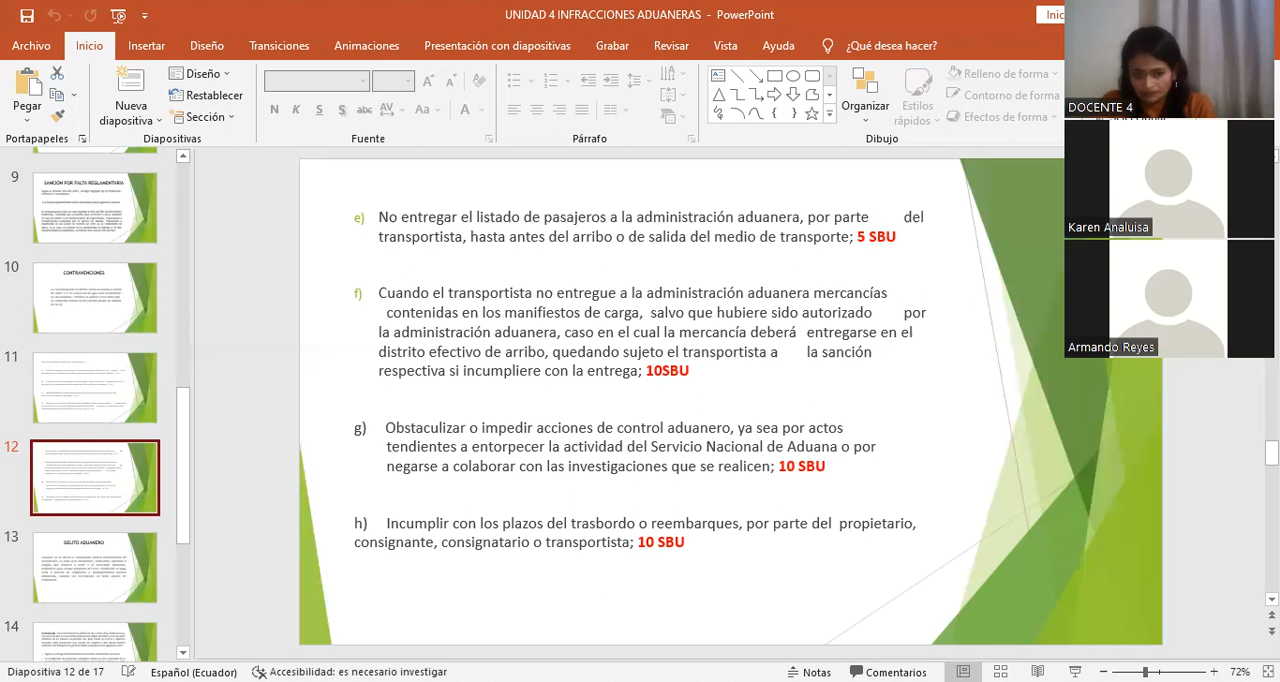 UNIDAD 4 INFRACCIONES ADUANERAS - PowerPoint
Inic
Archivo Inicio Insertar Diseño Transiciones Animaciones Presentación con diapositivas Grabar Revisar Vista Ayuda ¿Qué desea hacer?
Pegar
Nueva diapositiva
Diseño
Restablecer
Sección
N K S S abc AV Aa A
Organizar
Estilos rápidos
Relleno de forma
Contorno de forma
Efectos de forma
Portapapeles Diapositivas Fuente Párrafo Dibujo
DOCENTE 4
Karen Analuisa
Armando Reyes
9
SANCIÓN POR FALTA REGLAMENTARIA
10
CONTRAVENCIONES
11
12
13
DELITO ADUANERO
14
e) No entregar el listado de pasajeros a la administración aduanera, por parte del
transportista, hasta antes del arribo o de salida del medio de transporte; 5 SBU
f) Cuando el transportista no entregue a la administración aduanera mercancías
contenidas en los manifiestos de carga, salvo que hubiere sido autorizado por
la administración aduanera, caso en el cual la mercancía deberá entregarse en el
distrito efectivo de arribo, quedando sujeto el transportista a la sanción
respectiva si incumpliere con la entrega; 10SBU
g) Obstaculizar o impedir acciones de control aduanero, ya sea por actos
tendientes a entorpecer la actividad del Servicio Nacional de Aduana o por
negarse a colaborar con las investigaciones que se realicen; 10 SBU
h) Incumplir con los plazos del trasbordo o reembarques, por parte del propietario,
consignante, consignatario o transportista; 10 SBU
Diapositiva 12 de 17 Español (Ecuador) Accesibilidad: es necesario investigar Notas Comentarios 72%